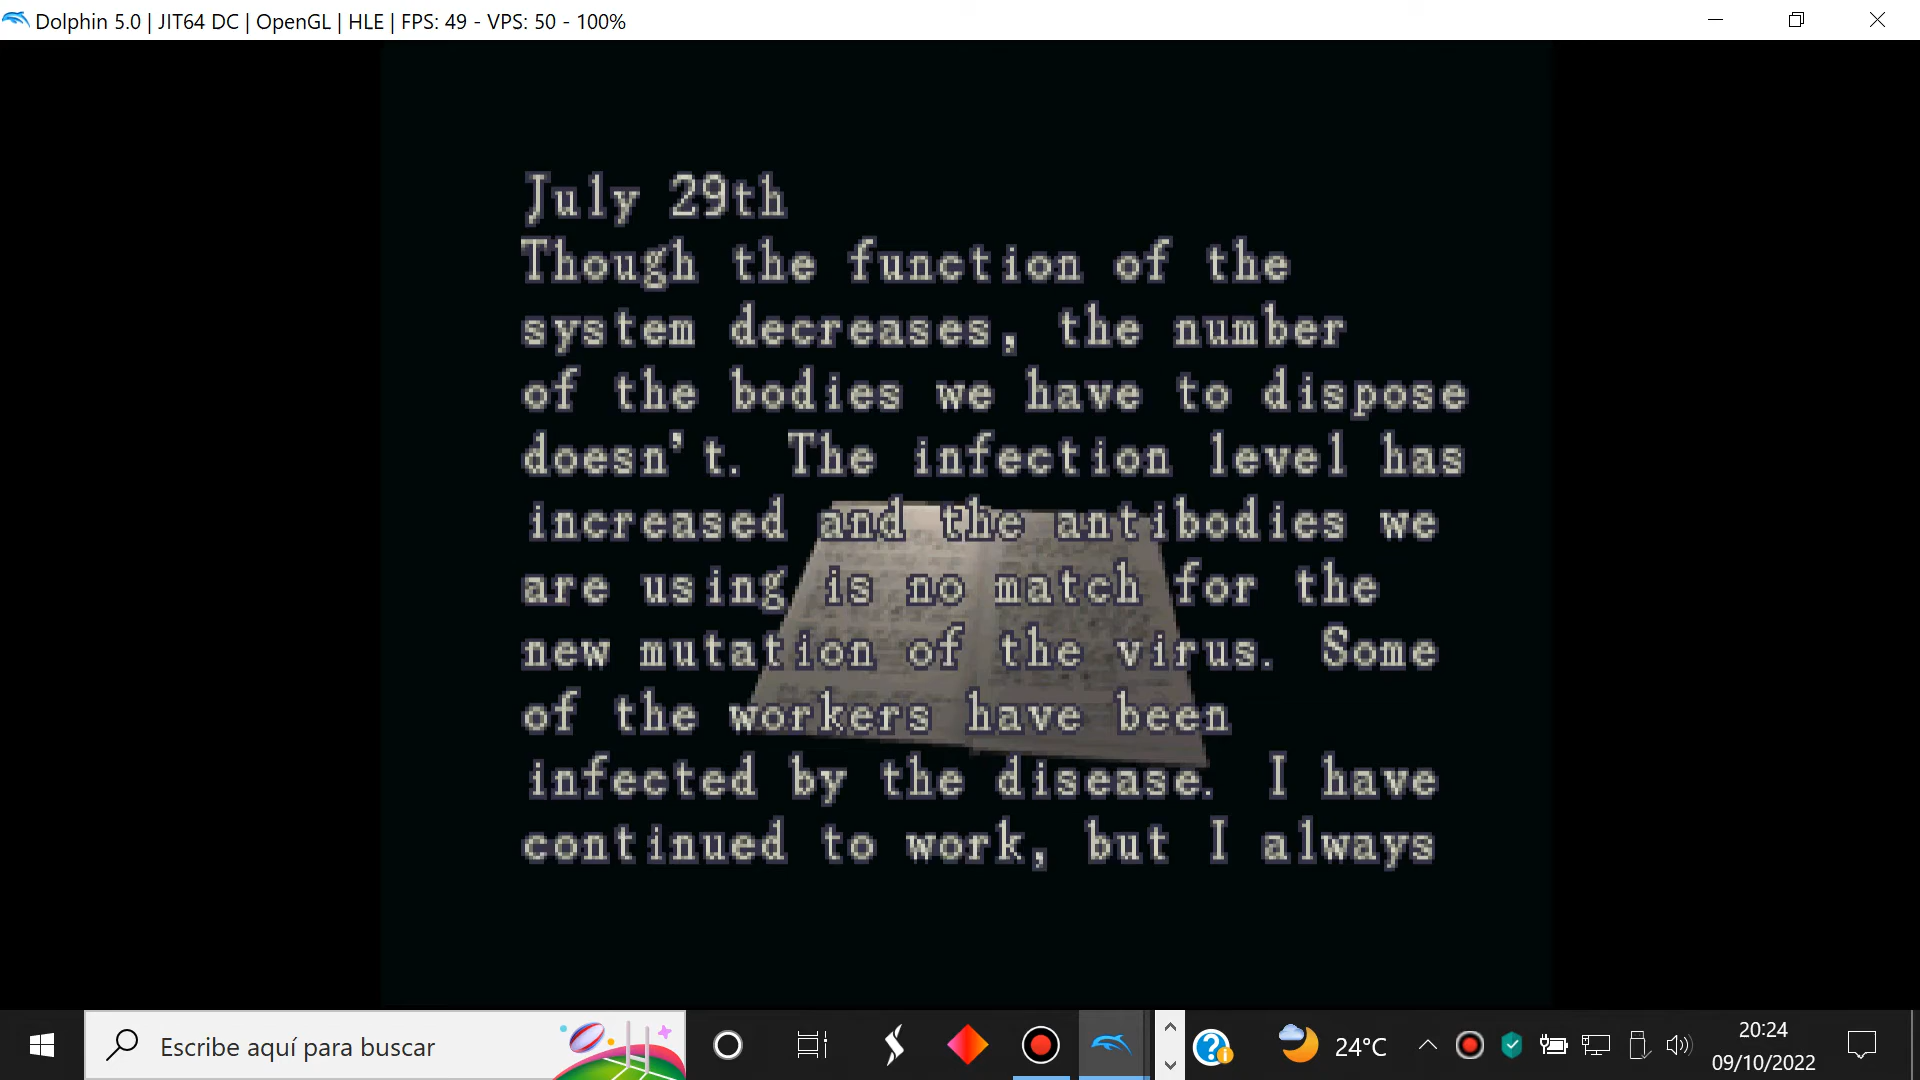 Dolphin 5.0 | JIT64 DC | OpenGL | HLE | FPS: 49 - VPS: 50 - 100%
July 29th
Though the function of the
system decreases, the number
of the bodies we have to dispose
doesn't. The infection level has
increased and the antibodies we
are using is no match for the
new mutation of the virus. Some
of the workers have been
infected by the disease. I have
continued to work, but I always
Escribe aquí para buscar
24°C
20:24
09/10/2022